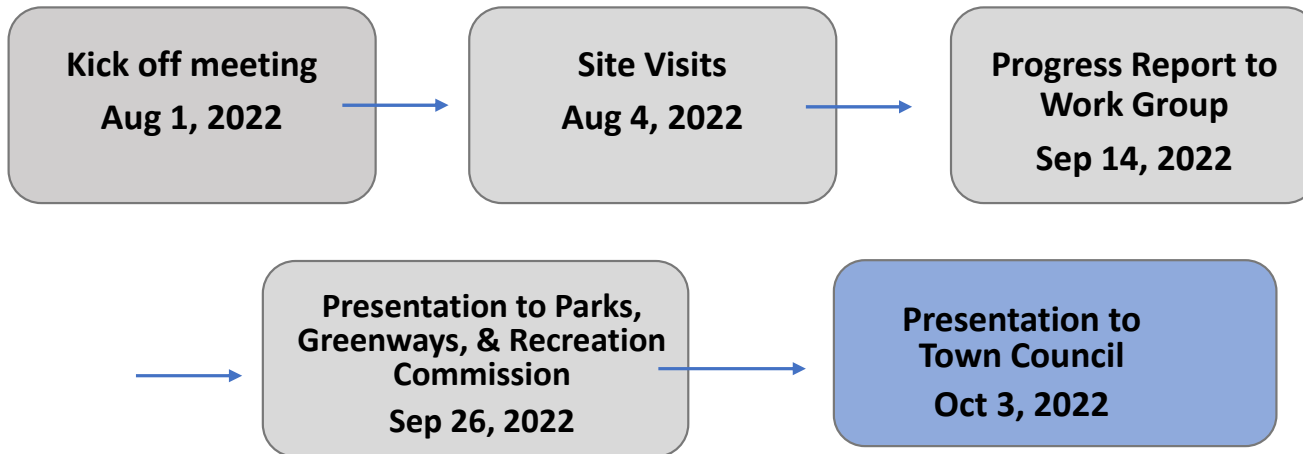 Kick off meeting
Aug 1, 2022
Site Visits
Aug 4, 2022
Progress Report to
Work Group
Sep 14, 2022
Presentation to Parks,
Greenways, & Recreation
Commission
Sep 26, 2022
Presentation to
Town Council
Oct 3, 2022